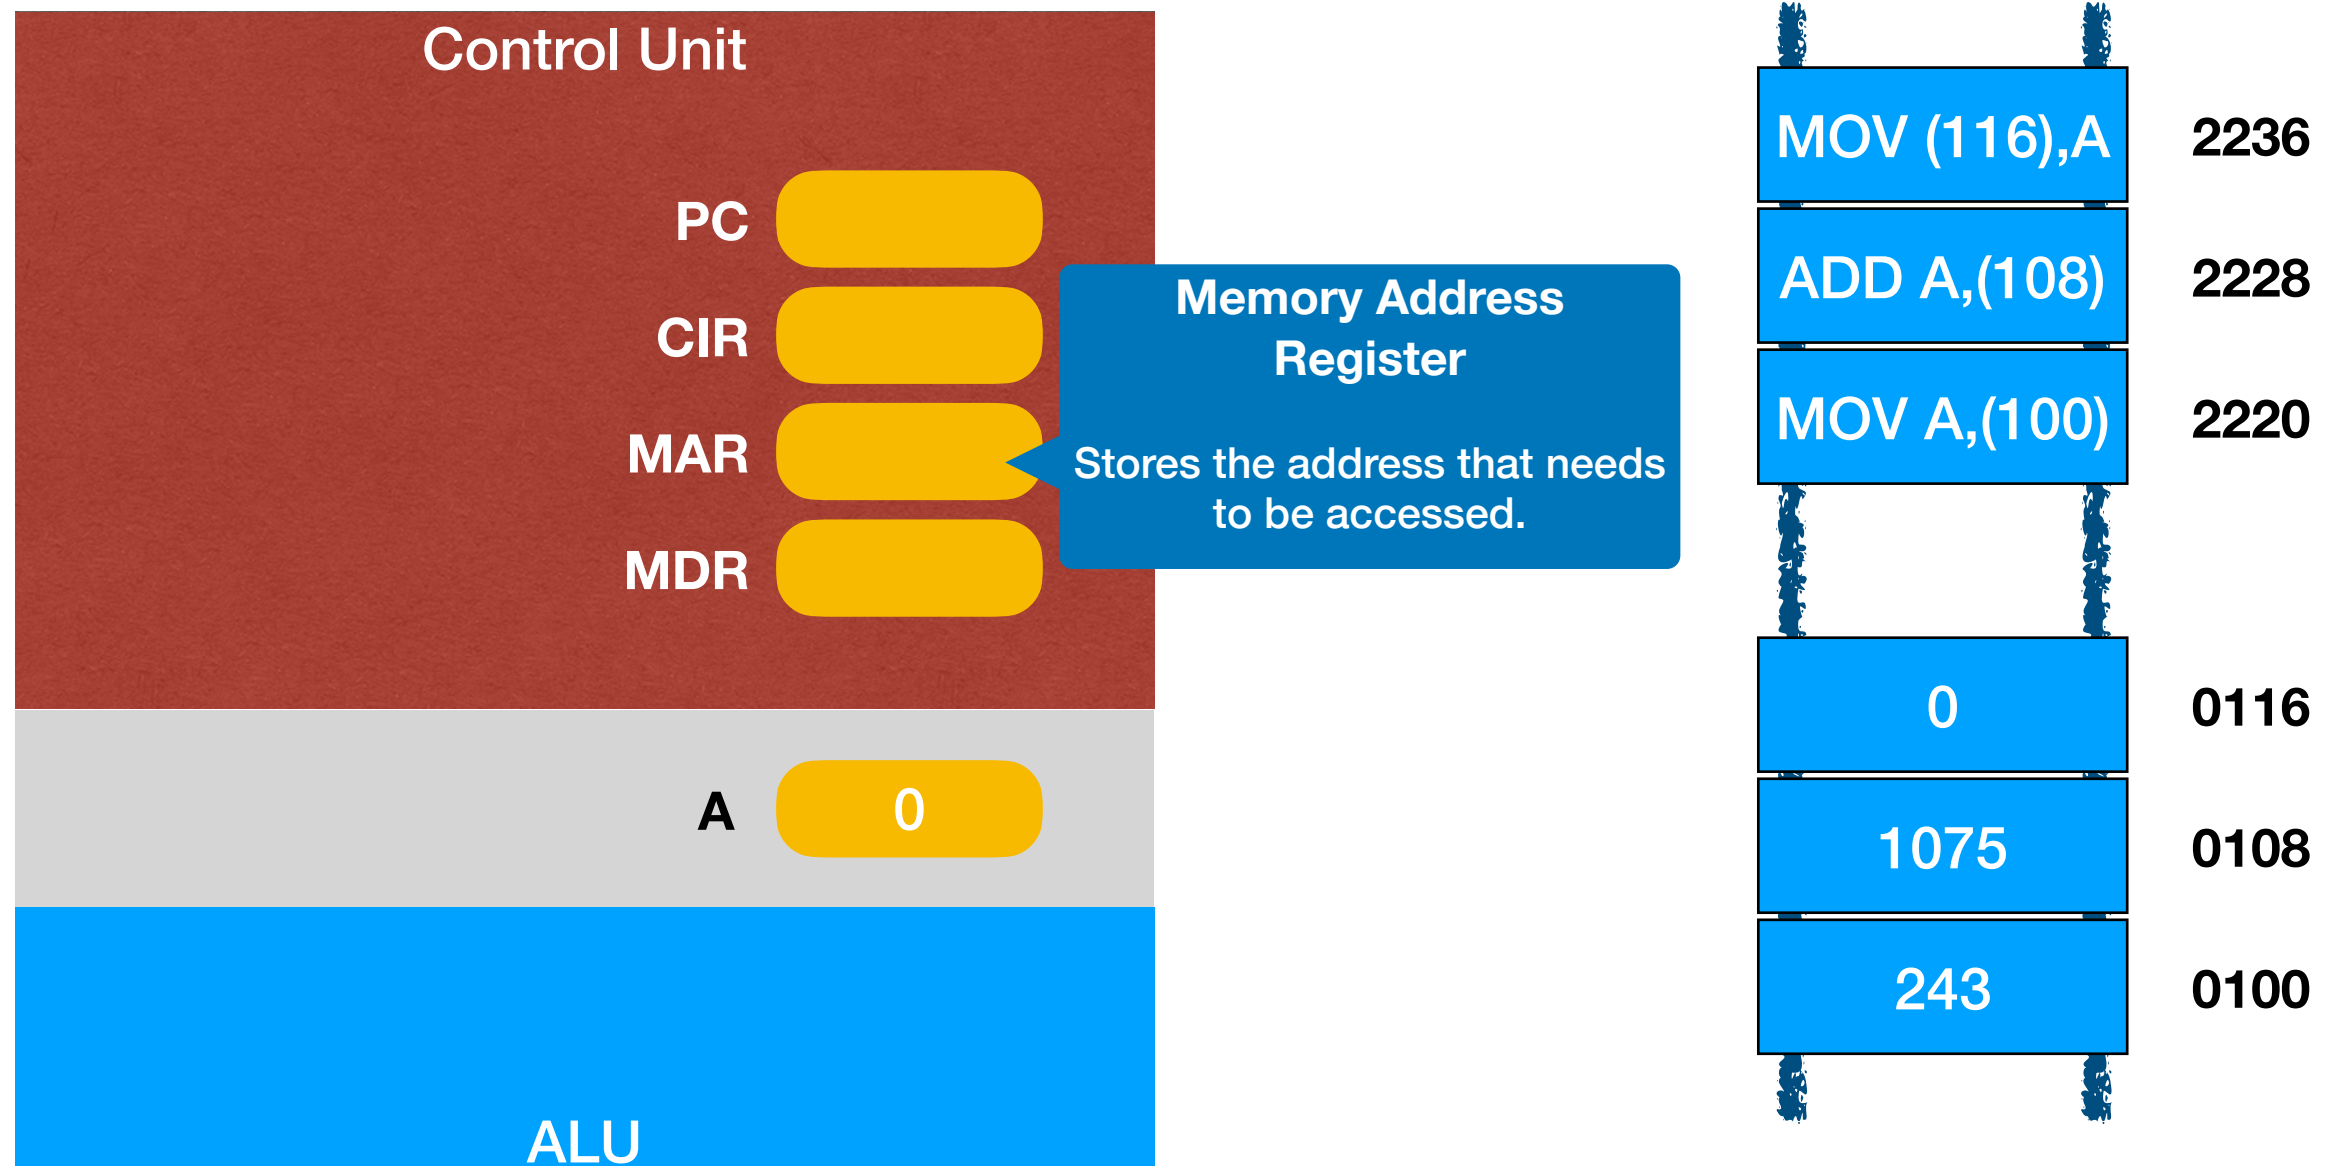 Control Unit
PC
CIR
MAR
MDR
Memory Address
Register
Stores the address that needs
to be accessed.
A
0
ALU
MOV (116),A
2236
ADD A,(108)
2228
MOV A,(100)
2220
0
0116
1075
0108
243
0100